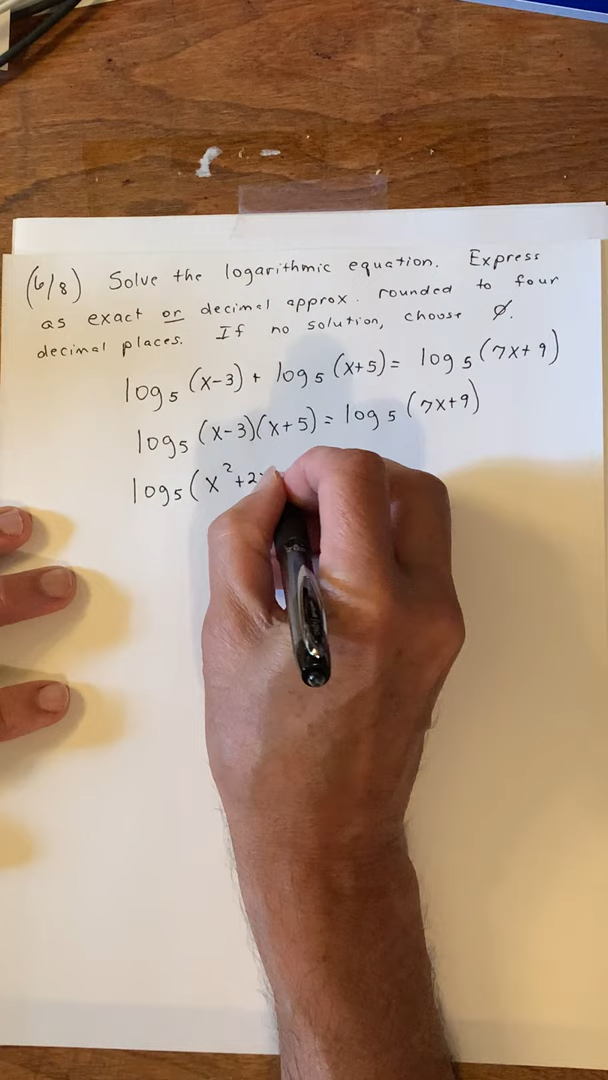 (6/8) Solve the logarithmic equation. Express
as exact or decimal approx. rounded to four
decimal places. If no solution, choose ∅.
log₅ (x-3) + log₅ (x+5) = log₅ (7x+9)
log₅ (x-3)(x+5) = log₅ (7x+9)
log₅ (x²+2